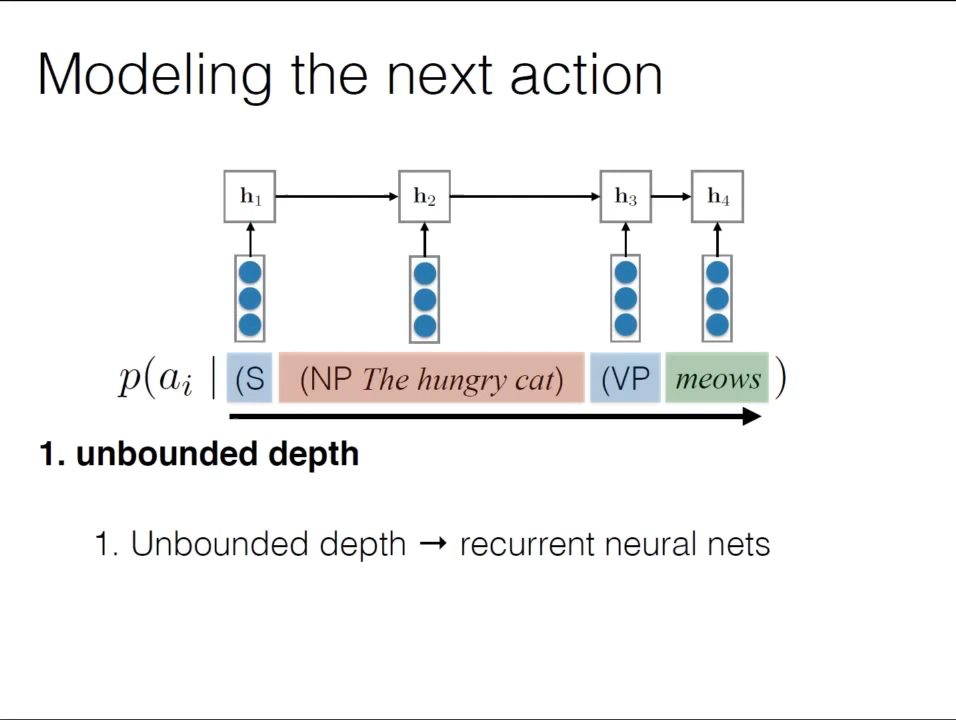 Modeling the next action
h₁ h₂ h₃ h₄
p(aᵢ | (S (NP The hungry cat) (VP meows )
1. unbounded depth
1. Unbounded depth → recurrent neural nets